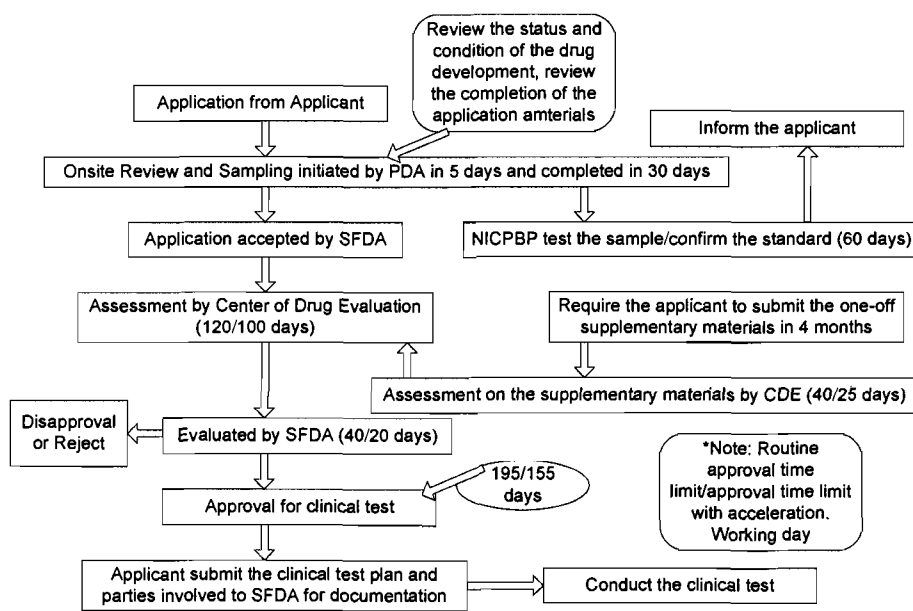 Review the status and
condition of the drug
development, review
the completion of the
application amterials
Application from Applicant
Inform the applicant
Onsite Review and Sampling initiated by PDA in 5 days and completed in 30 days
Application accepted by SFDA
NICPBP test the sample/confirm the standard (60 days)
Assessment by Center of Drug Evaluation
(120/100 days)
Require the applicant to submit the one-off
supplementary materials in 4 months
Assessment on the supplementary materials by CDE (40/25 days)
Disapproval
or Reject
Evaluated by SFDA (40/20 days)
*Note: Routine
approval time
limit/approval time limit
with acceleration.
Working day
195/155
days
Approval for clinical test
Applicant submit the clinical test plan and
parties involved to SFDA for documentation
Conduct the clinical test